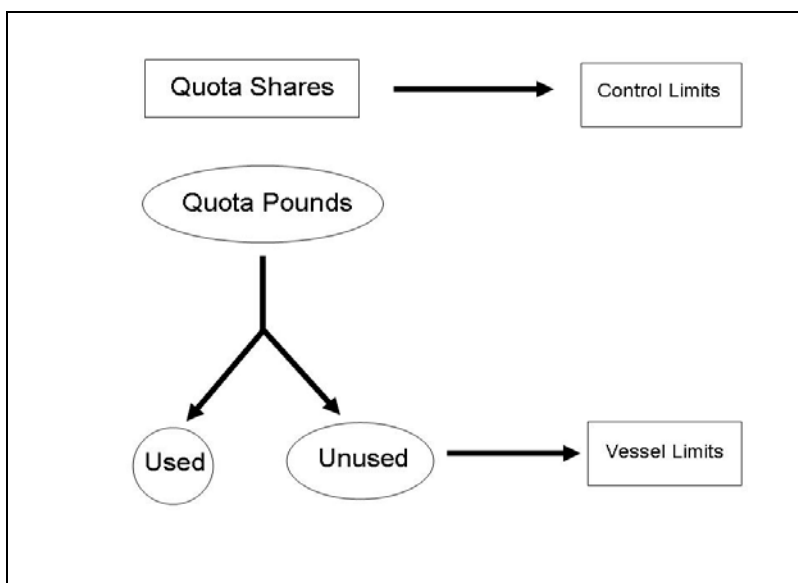 Quota Shares
Control Limits
Quota Pounds
Used
Unused
Vessel Limits